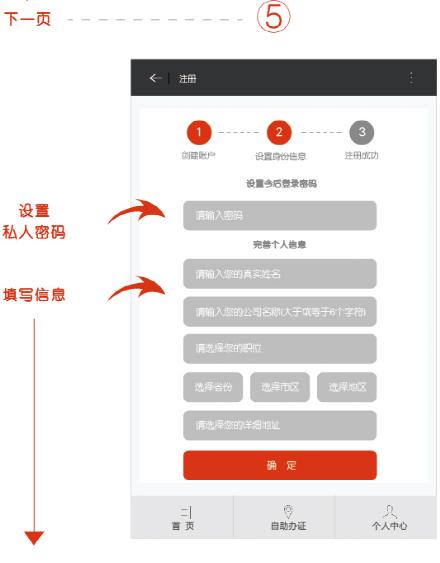 下一页
5
注册
1
2
3
创建账户
设置身份信息
注册成功
设置今后登录密码
设置
私人密码
请输入密码
完善个人信息
填写信息
请输入您的真实姓名
请输入您的公司名称(大于或等于6个字符)
请选择您的职位
选择省份
选择市区
选择地区
请选择您的详细地址
确 定
首 页
自助办证
个人中心